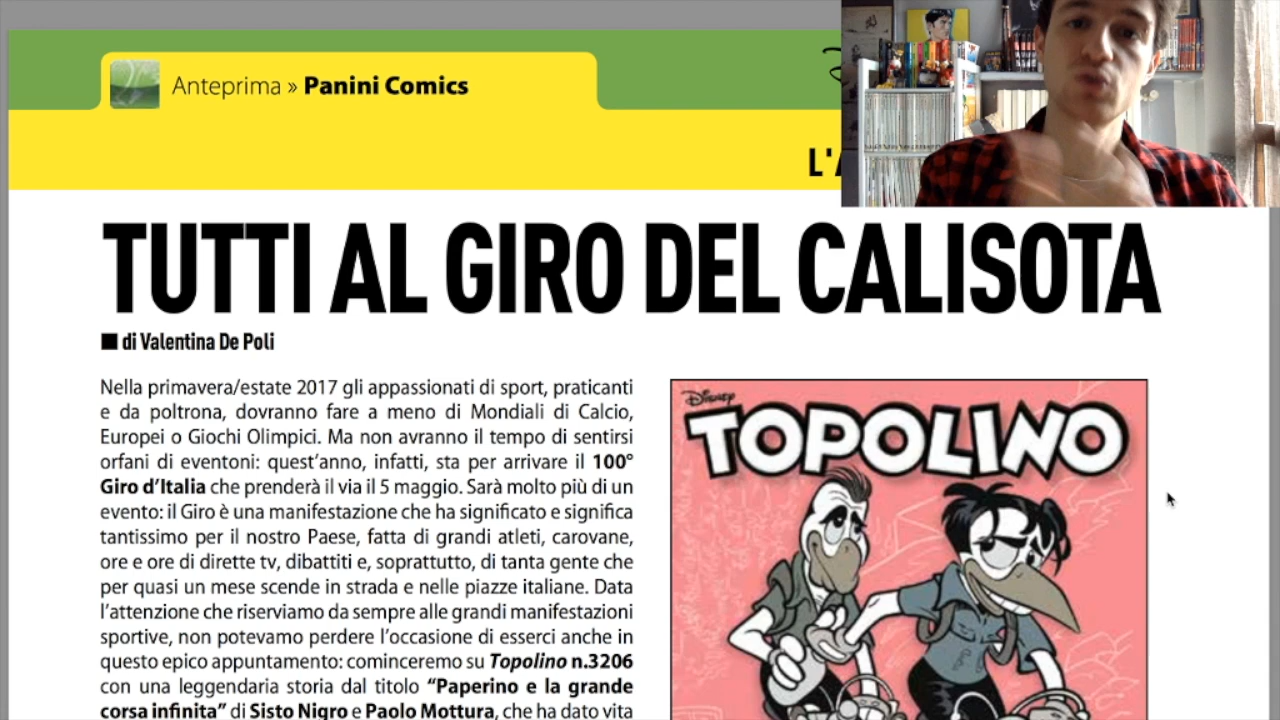 Anteprima » Panini Comics
TUTTI AL GIRO DEL CALISOTA
■ di Valentina De Poli
Nella primavera/estate 2017 gli appassionati di sport, praticanti
e da poltrona, dovranno fare a meno di Mondiali di Calcio,
Europei o Giochi Olimpici. Ma non avranno il tempo di sentirsi
orfani di eventoni: quest’anno, infatti, sta per arrivare il 100°
Giro d’Italia che prenderà il via il 5 maggio. Sarà molto più di un
evento: il Giro è una manifestazione che ha significato e significa
tantissimo per il nostro Paese, fatta di grandi atleti, carovane,
ore e ore di dirette tv, dibattiti e, soprattutto, di tanta gente che
per quasi un mese scende in strada e nelle piazze italiane. Data
l’attenzione che riserviamo da sempre alle grandi manifestazioni
sportive, non potevamo perdere l’occasione di esserci anche in
questo epico appuntamento: cominceremo su Topolino n.3206
con una leggendaria storia dal titolo “Paperino e la grande
corsa infinita” di Sisto Nigro e Paolo Mottura, che ha dato vita
Disney
TOPOLINO